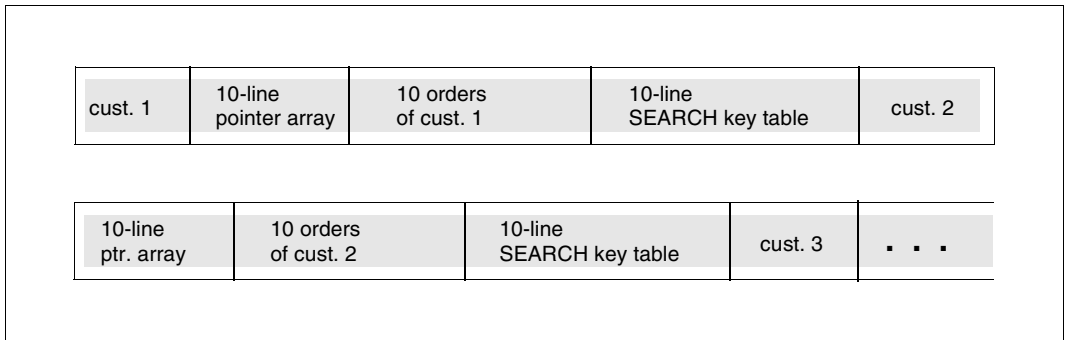 cust. 1
10-line
pointer array
10 orders
of cust. 1
10-line
SEARCH key table
cust. 2
10-line
ptr. array
10 orders
of cust. 2
10-line
SEARCH key table
cust. 3
. . .